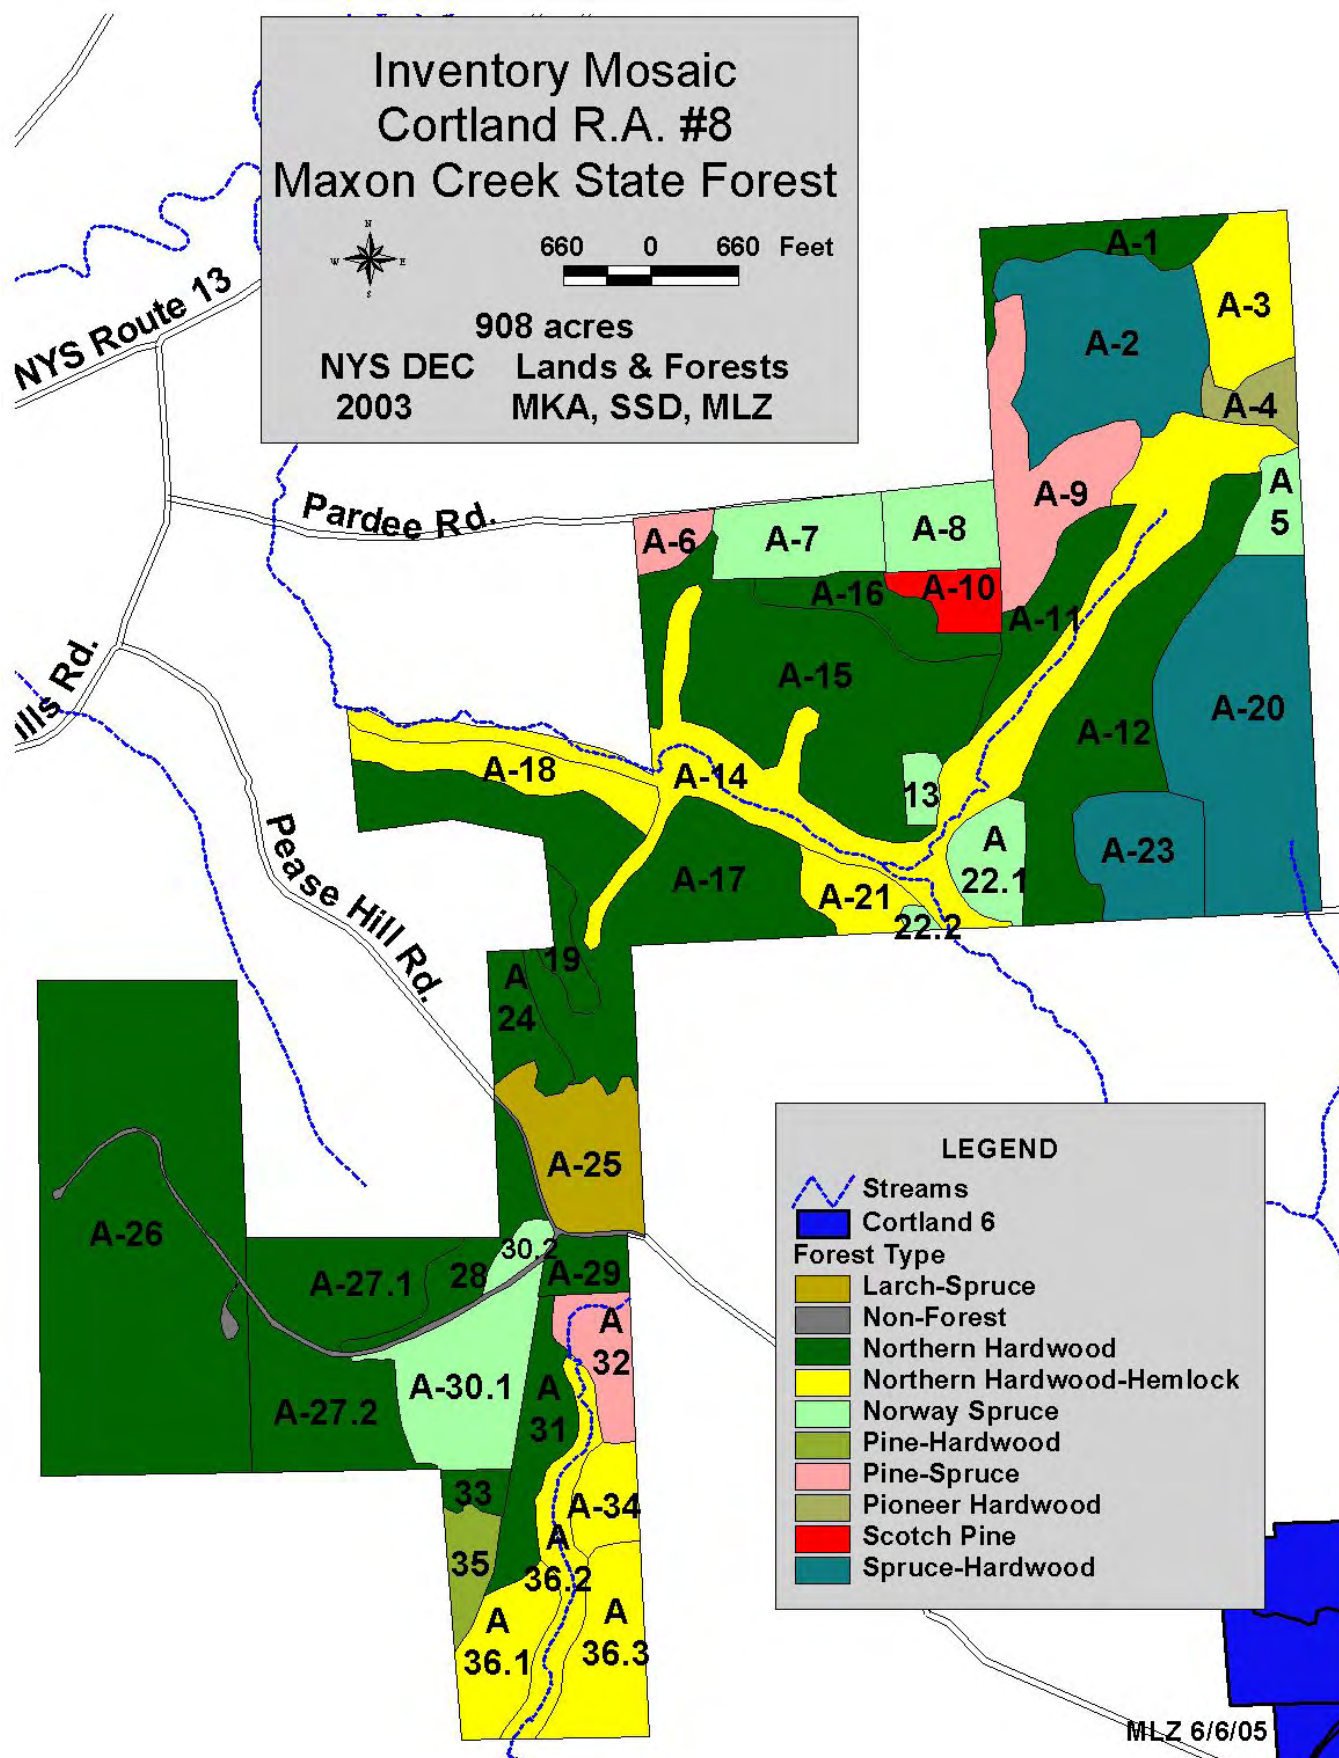 Inventory Mosaic
Cortland R.A. #8
Maxon Creek State Forest
N
W E
S
660 0 660 Feet
908 acres
NYS DEC Lands & Forests
2003 MKA, SSD, MLZ
NYS Route 13
Pardee Rd.
ills Rd.
Pease Hill Rd.
A-1
A-3
A-2
A-4
A-9
A
5
A-6
A-7
A-8
A-16
A-10
A-11
A-15
A-20
A-12
A-18
A-14
13
A-17
A-21
A
22.1
A-23
22.2
19
A
24
A-25
A-26
30.2
A-27.1
28
A-29
A
32
A-30.1
A
31
A-27.2
33
A-34
35
A
36.2
A
36.1
A
36.3
LEGEND
Streams
Cortland 6
Forest Type
Larch-Spruce
Non-Forest
Northern Hardwood
Northern Hardwood-Hemlock
Norway Spruce
Pine-Hardwood
Pine-Spruce
Pioneer Hardwood
Scotch Pine
Spruce-Hardwood
MLZ 6/6/05